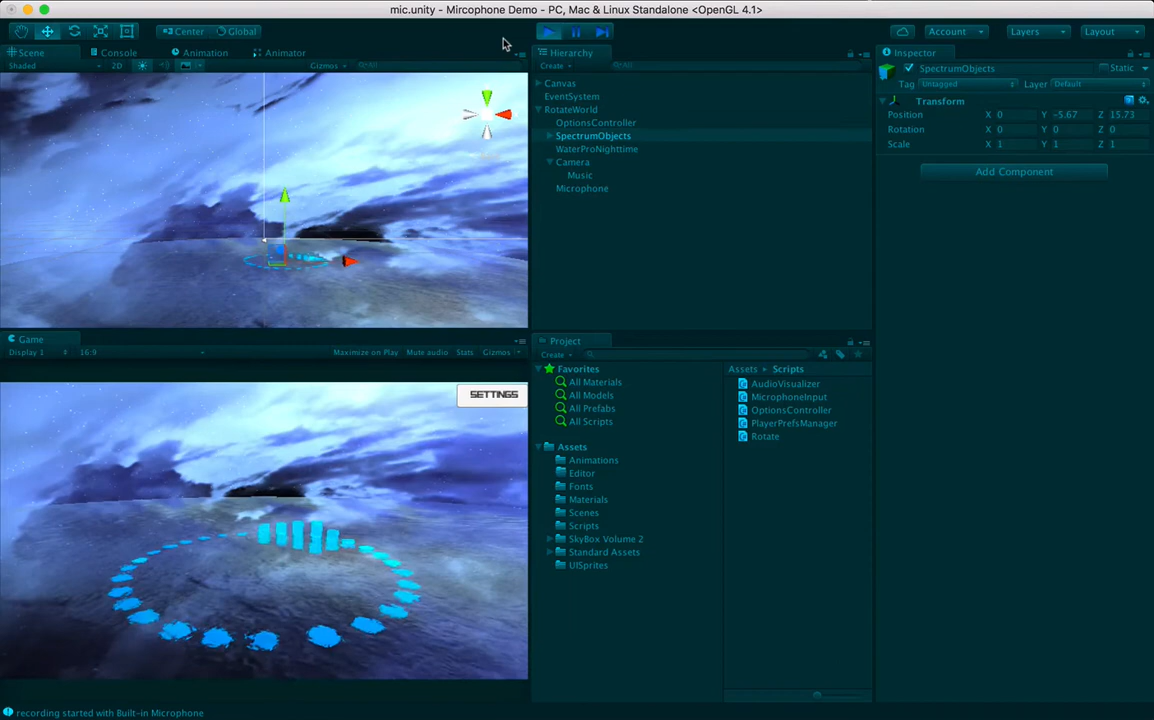 mic.unity - Mircophone Demo - PC, Mac & Linux Standalone <OpenGL 4.1>
Center Global Account Layers Layout
Scene Console Animation Animator
Shaded 2D Gizmos All
Hierarchy
Create All
Canvas
EventSystem
RotateWorld
OptionsController
SpectrumObjects
WaterProNighttime
Camera
Music
Microphone
Inspector
SpectrumObjects Static
Tag Untagged Layer Default
Transform
Position X 0 Y -5.67 Z 15.73
Rotation X 0 Y 0 Z 0
Scale X 1 Y 1 Z 1
Add Component
Game
Display 1 16:9 Maximize on Play Mute audio Stats Gizmos
SETTINGS
Project
Create
Favorites
All Materials
All Models
All Prefabs
All Scripts
Assets
Animations
Editor
Fonts
Materials
Scenes
Scripts
SkyBox Volume 2
Standard Assets
UISprites
Assets Scripts
AudioVisualizer
MicrophoneInput
OptionsController
PlayerPrefsManager
Rotate
recording started with Built-in Microphone